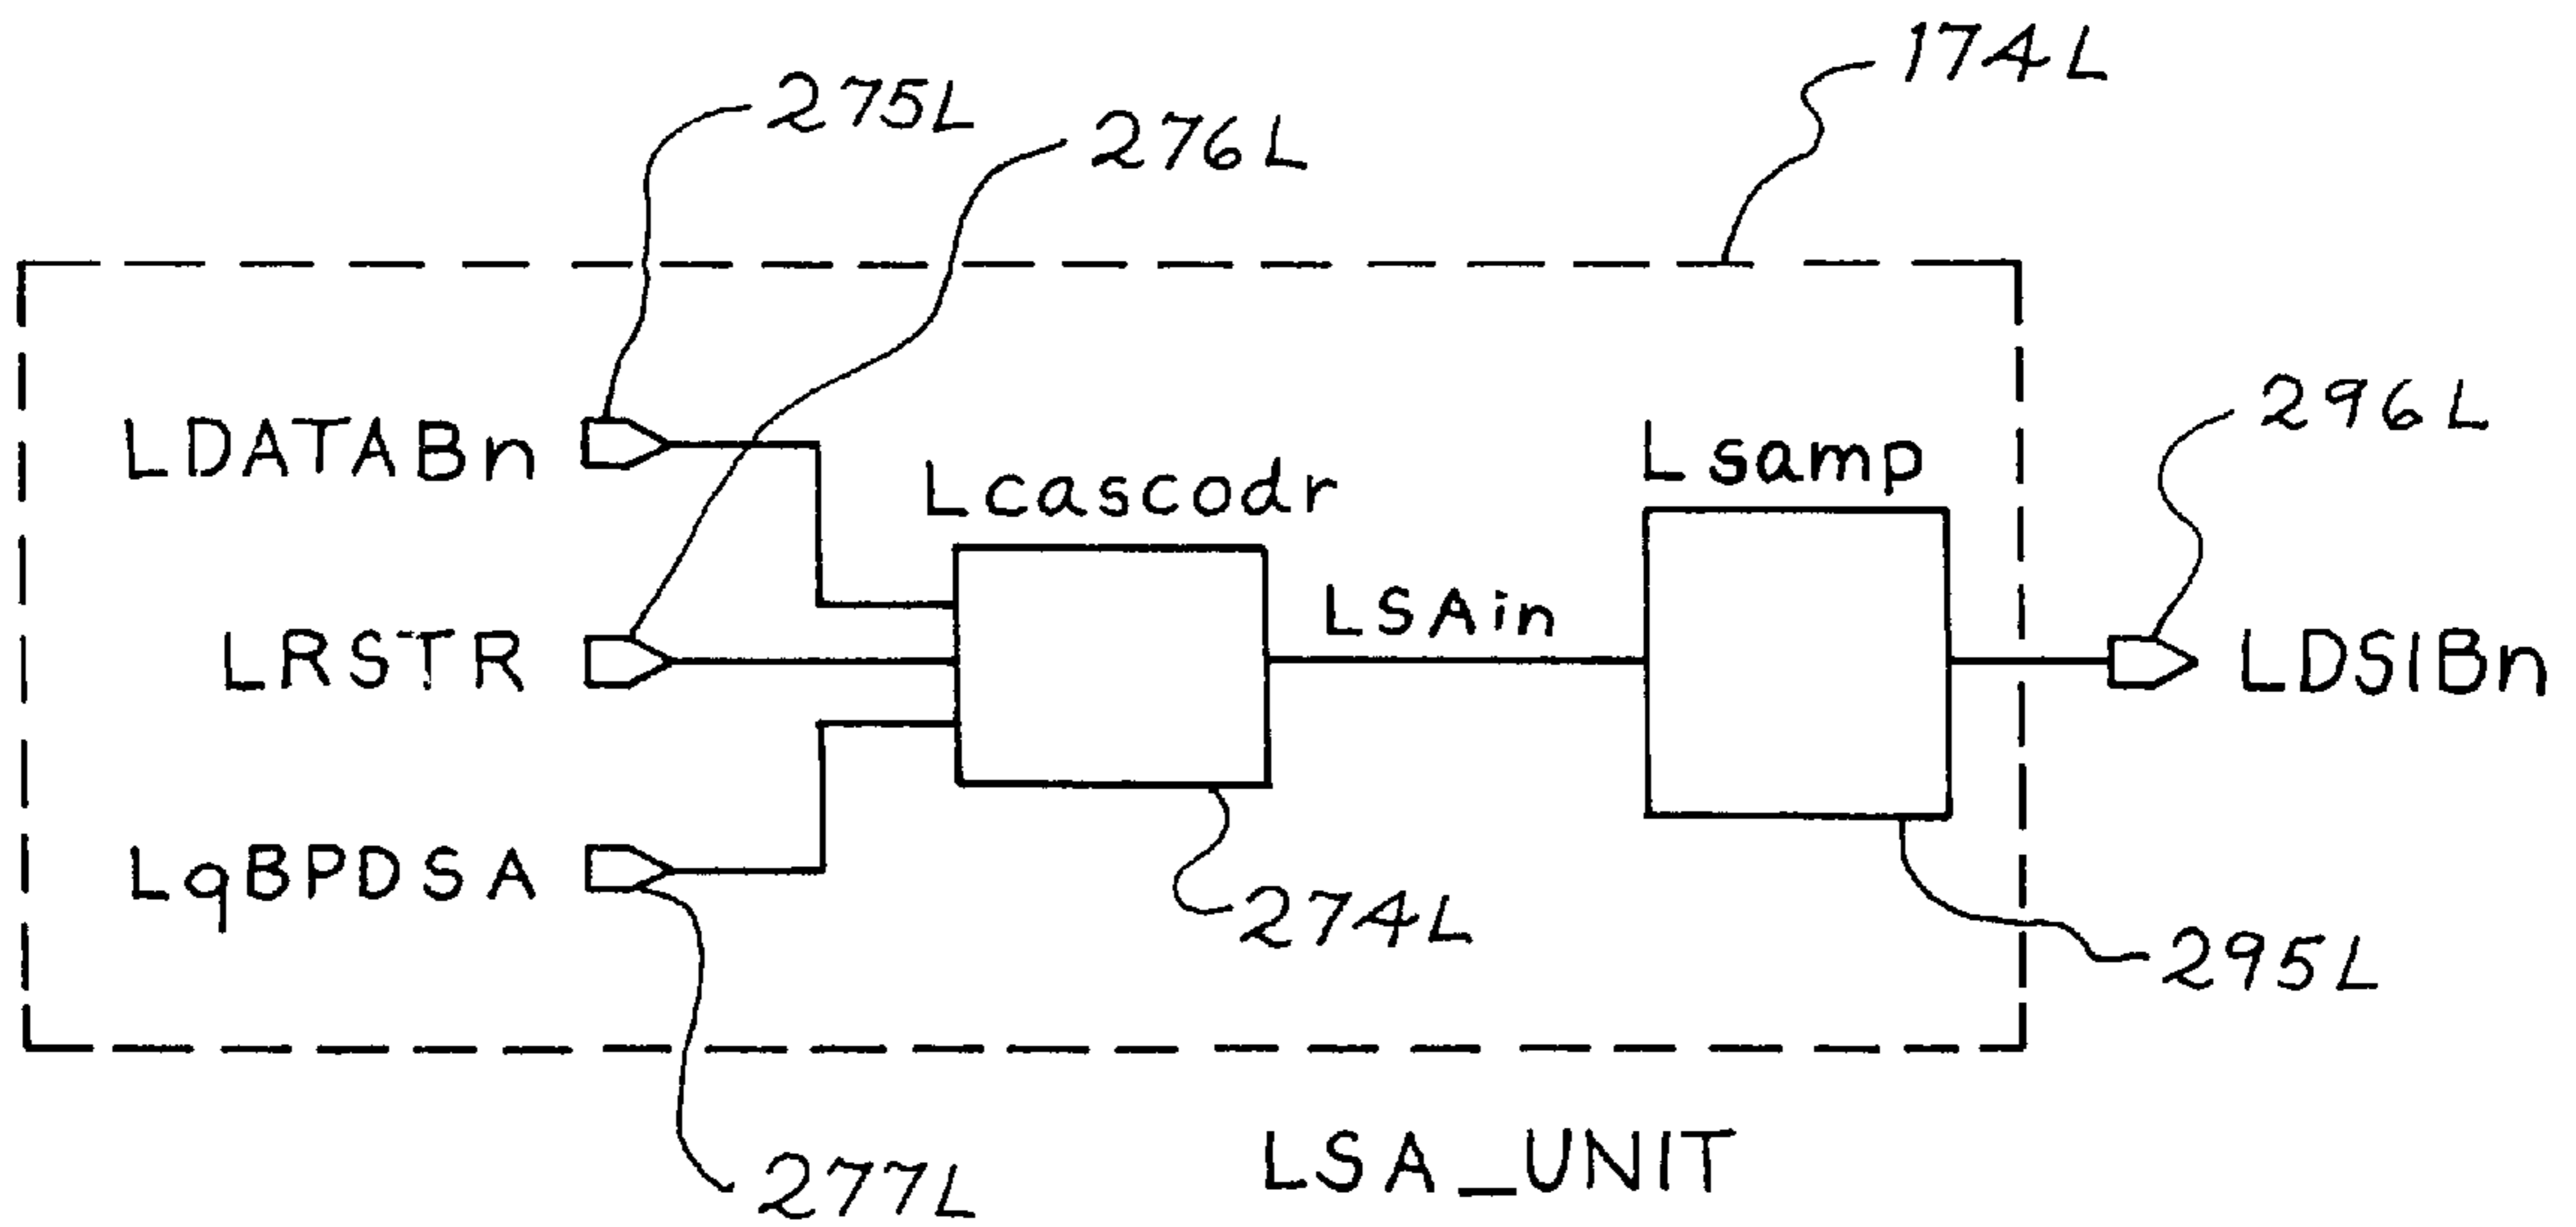 174L
275L
276L
296L
LDATABn
Lcascodr
Lsamp
LSAin
LRSTR
LDSIBn
LqBPDSA
274L
295L
277L
LSA_UNIT